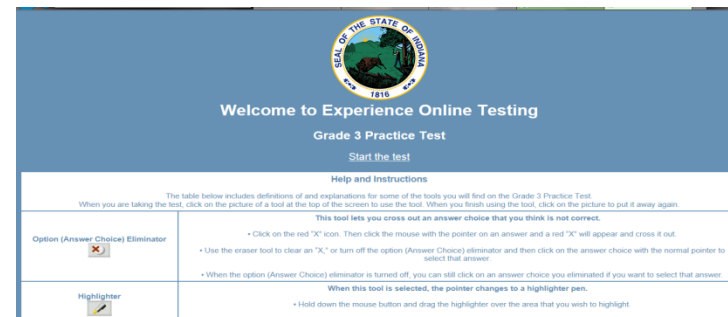 SEAL OF THE STATE OF INDIANA
1816
Welcome to Experience Online Testing
Grade 3 Practice Test
Start the test
Help and Instructions
The table below includes definitions of and explanations for some of the tools you will find on the Grade 3 Practice Test.
When you are taking the test, click on the picture of a tool at the top of the screen to use the tool. When you finish using the tool, click on the picture to put it away again.
Option (Answer Choice) Eliminator
This tool lets you cross out an answer choice that you think is not correct.
• Click on the red "X" icon. Then click the mouse with the pointer on an answer and a red "X" will appear and cross it out.
• Use the eraser tool to clear an "X," or turn off the option (Answer Choice) eliminator and then click on the answer choice with the normal pointer to
select that answer.
• When the option (Answer Choice) eliminator is turned off, you can still click on an answer choice you eliminated if you want to select that answer.
Highlighter
When this tool is selected, the pointer changes to a highlighter pen.
• Hold down the mouse button and drag the highlighter over the area that you wish to highlight.